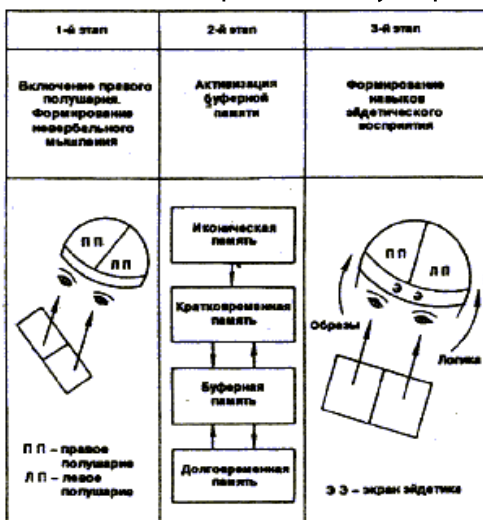 1-й этап
2-й этап
3-й этап
Включение правого
полушария.
Формирование
невербального
мышления
Активизация
буферной
памяти
Формирование
навыков
эйдетического
восприятия
П П
Л П
П П – правое
полушарие
Л П – левое
полушарие
Иконическая
память
Кратковременная
память
Буферная
память
Долговременная
память
П П
Л П
Э Э
Образы
Логика
Э Э – экран эйдетика